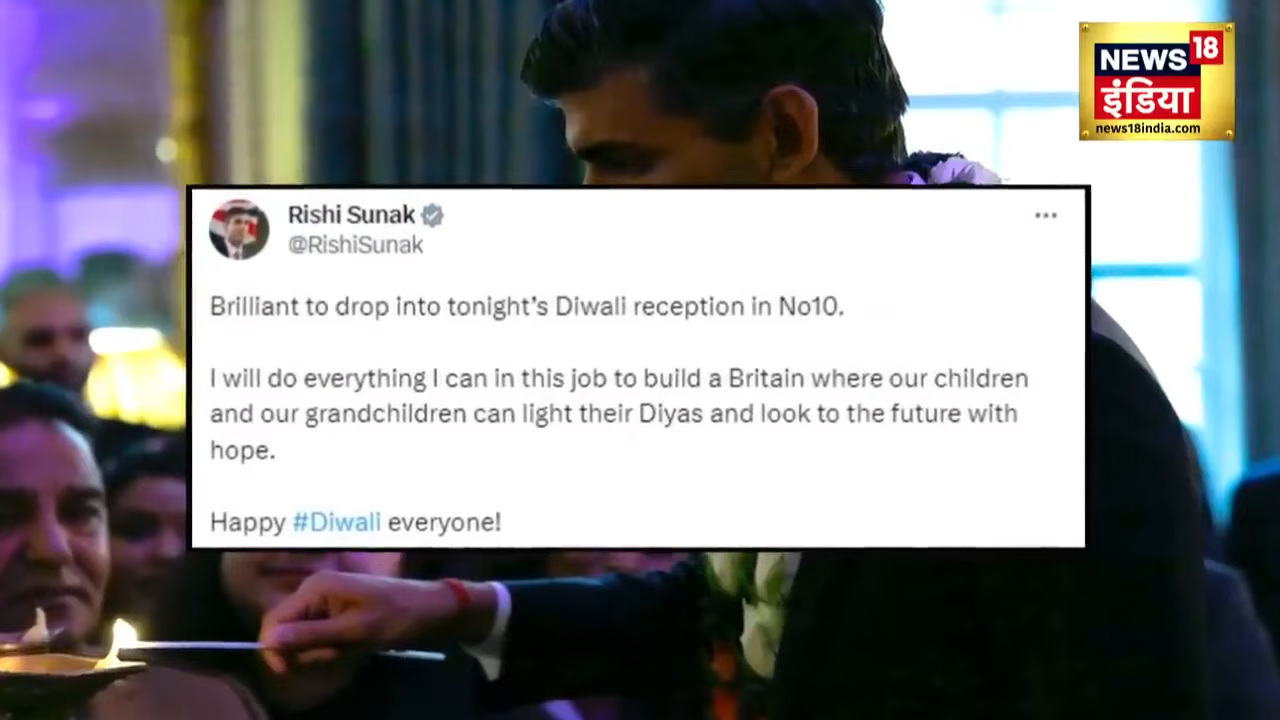 NEWS 18
इंडिया
news18india.com
Rishi Sunak
@RishiSunak
Brilliant to drop into tonight's Diwali reception in No10.
I will do everything I can in this job to build a Britain where our children
and our grandchildren can light their Diyas and look to the future with
hope.
Happy #Diwali everyone!